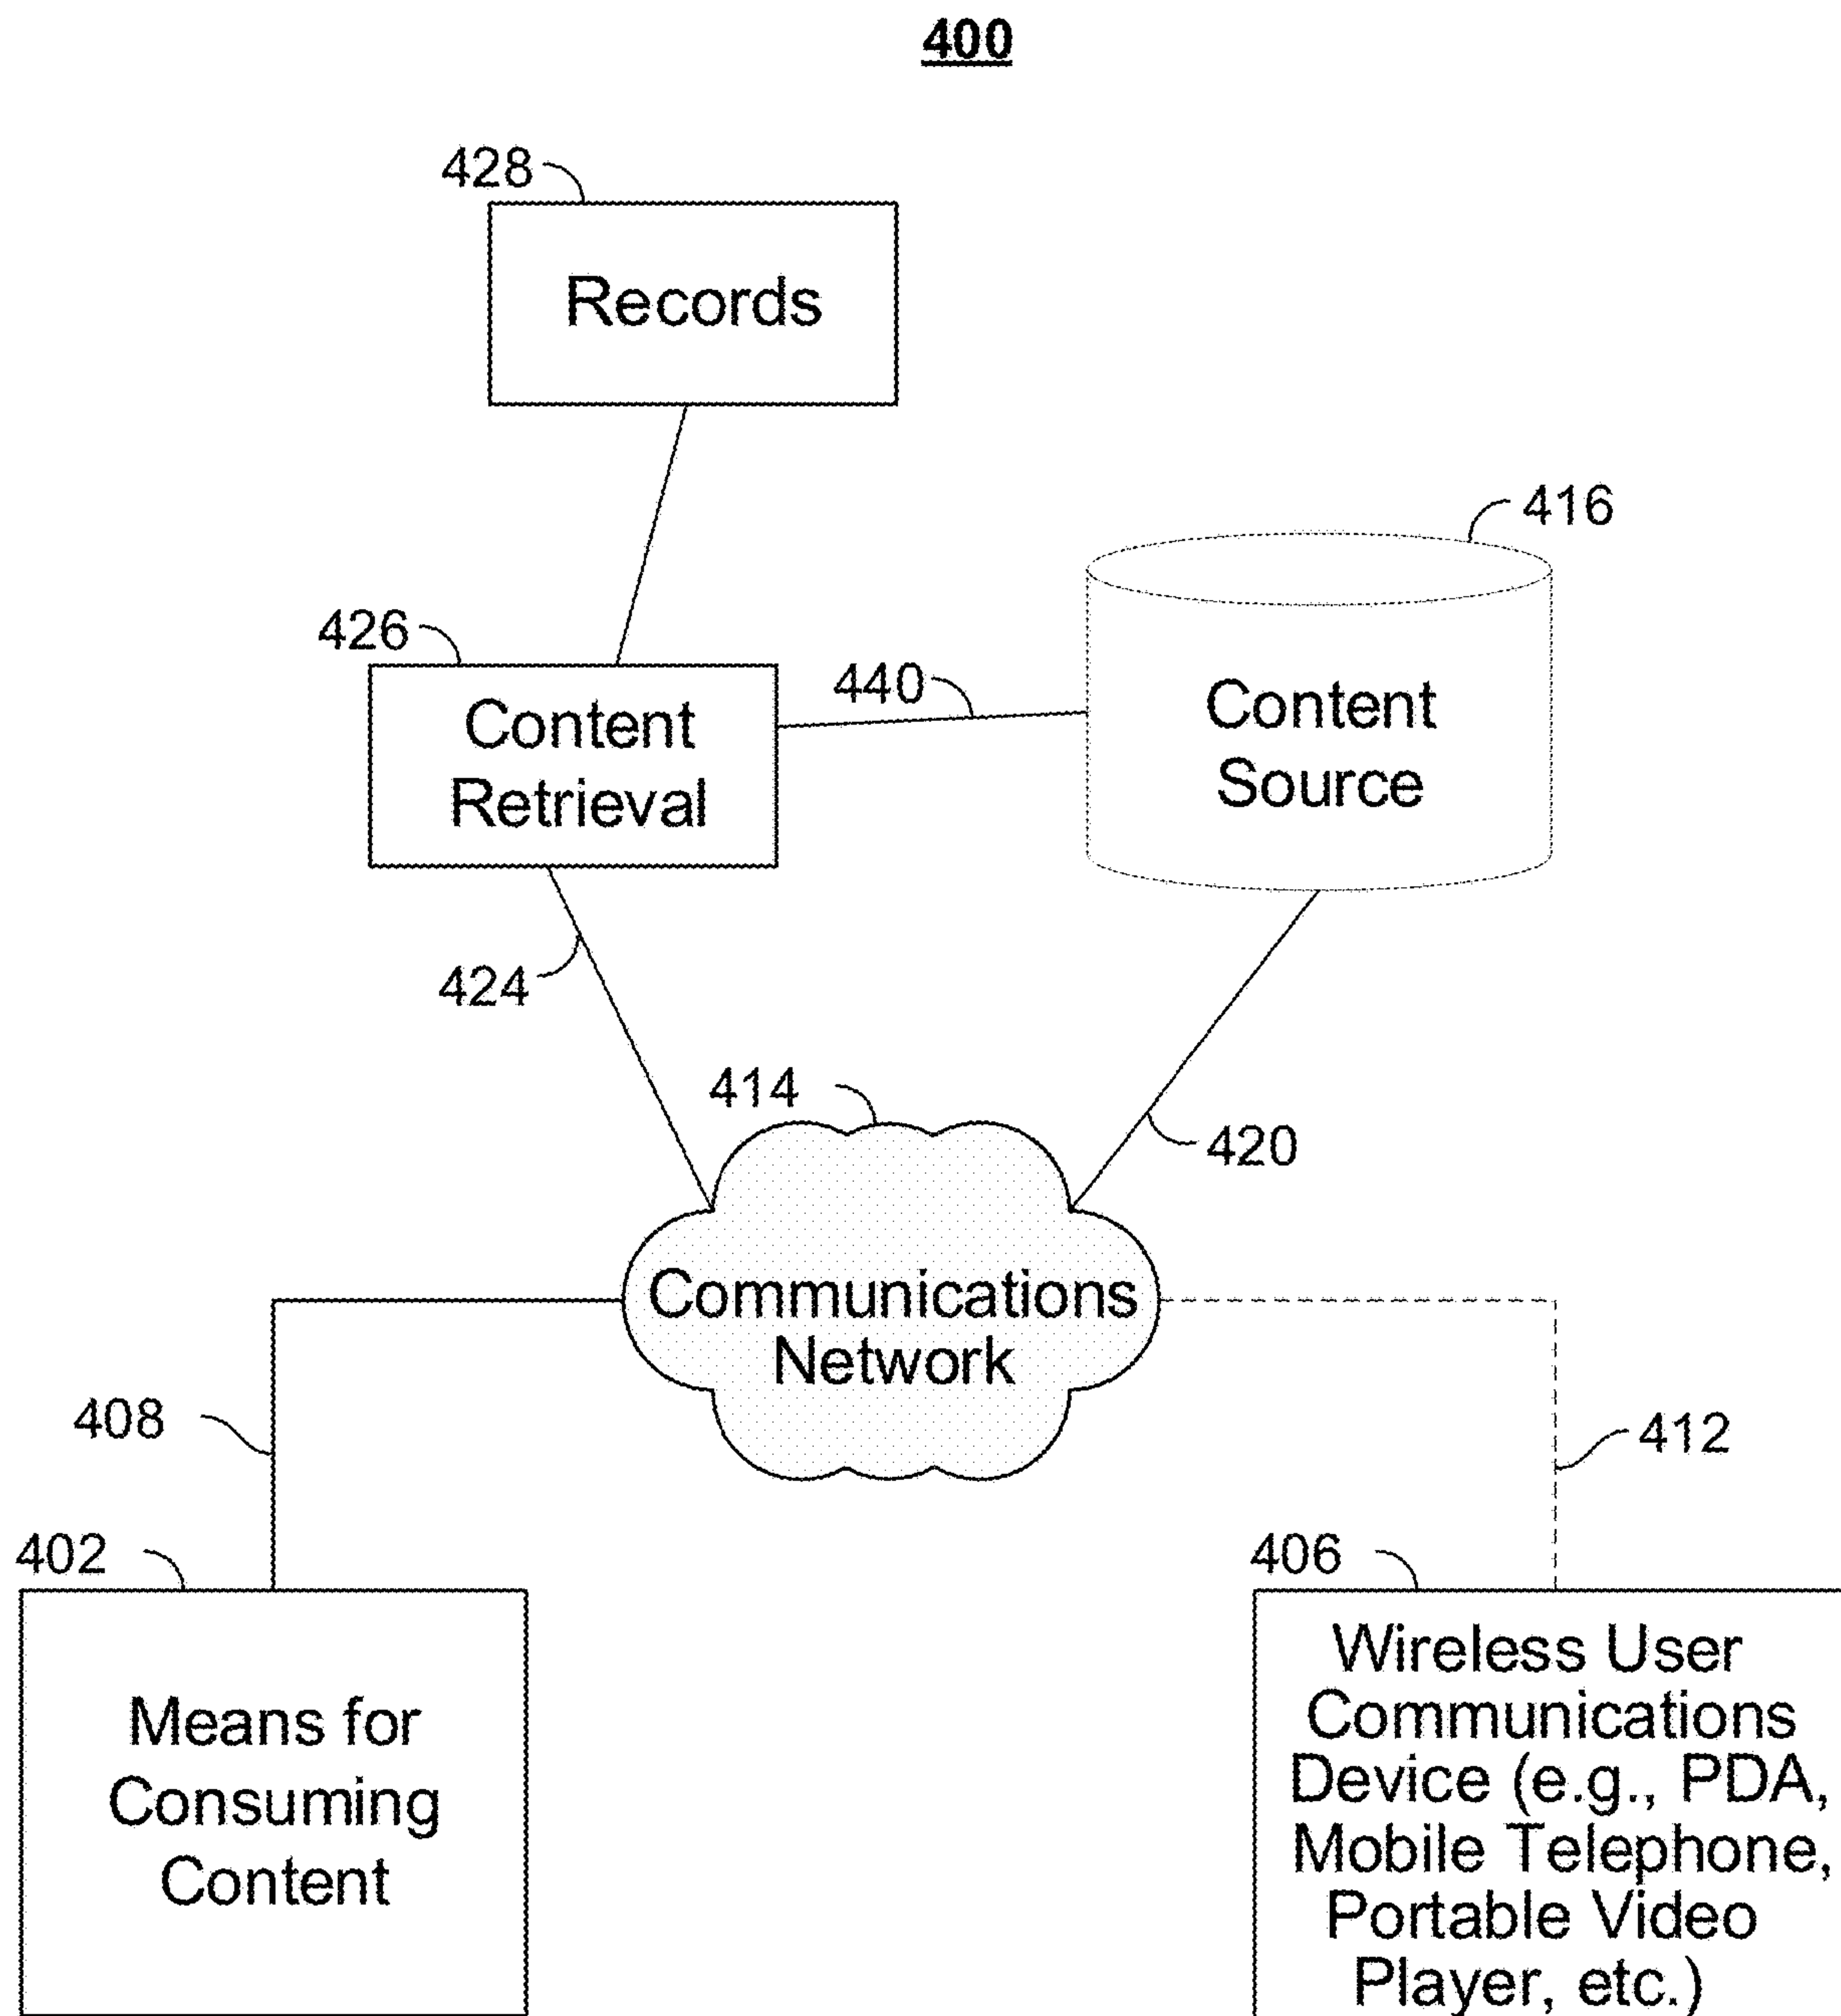 400
428
Records
416
426
440
Content
Retrieval
Content
Source
424
414
420
Communications
Network
408
412
402
406
Means for
Consuming
Content
Wireless User
Communications
Device (e.g., PDA,
Mobile Telephone,
Portable Video
Player, etc.)